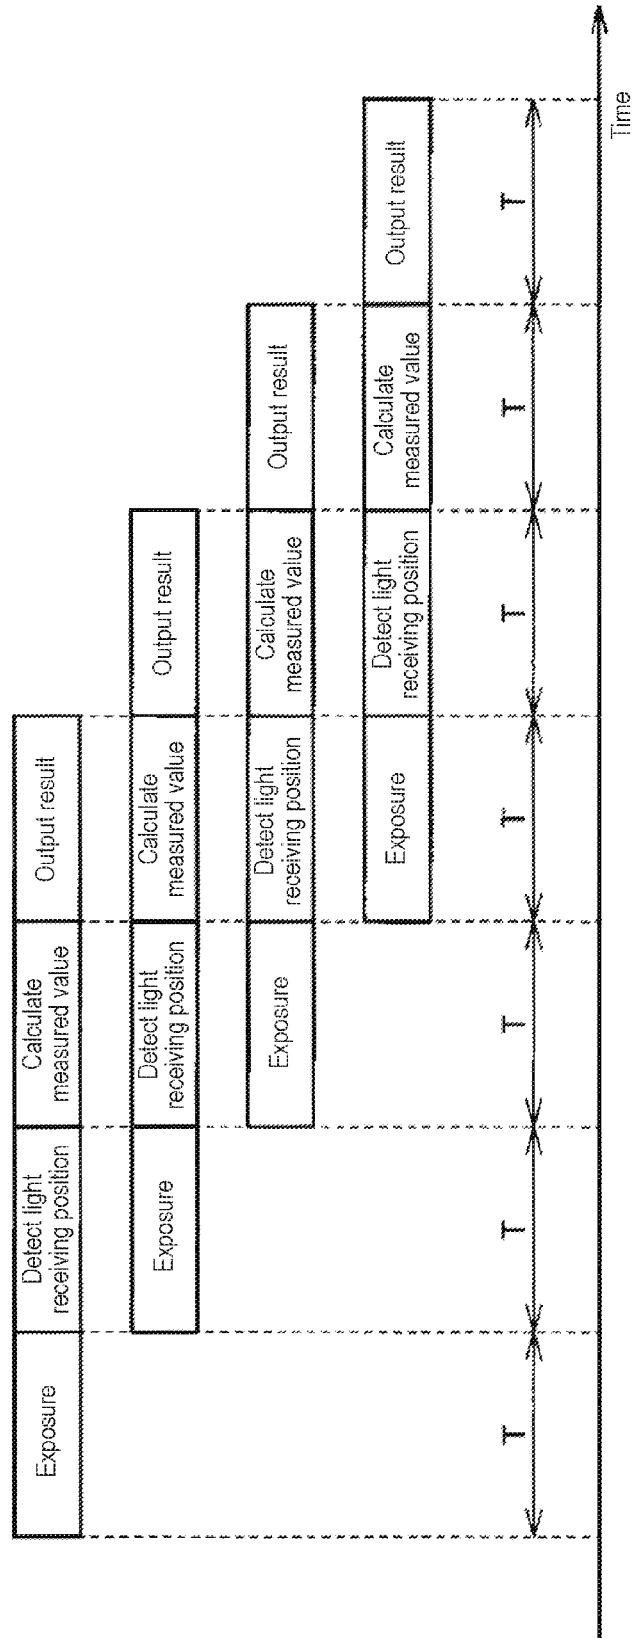 Exposure
Detect light
receiving position
Calculate
measured value
Output result
Exposure
Detect light
receiving position
Calculate
measured value
Output result
Exposure
Detect light
receiving position
Calculate
measured value
Output result
Exposure
Detect light
receiving position
Calculate
measured value
Output result
T
T
T
T
T
T
T
Time